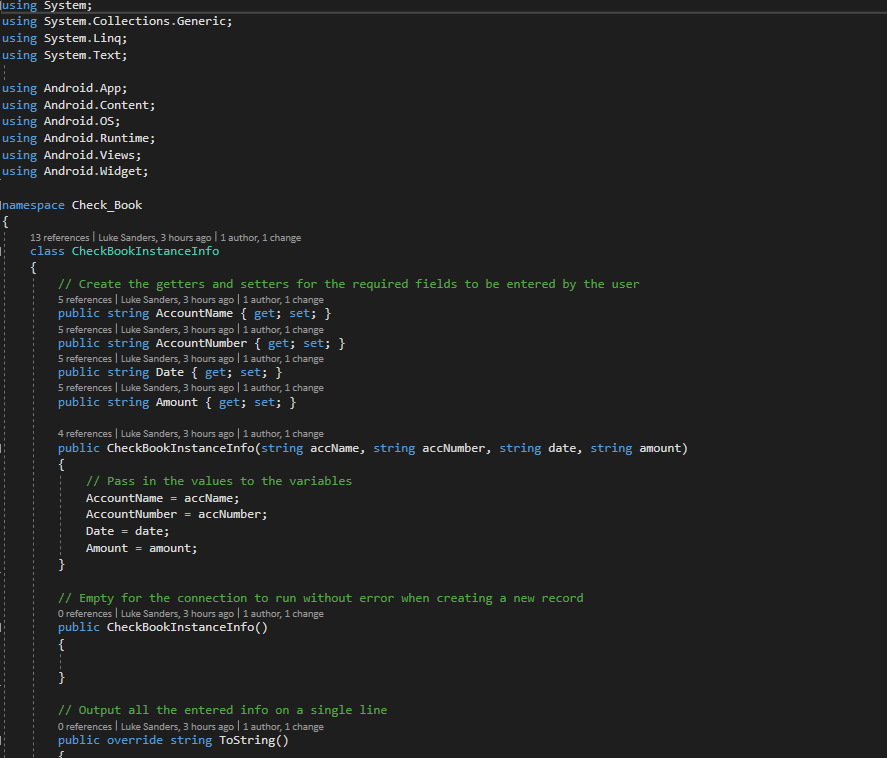 using System;
using System.Collections.Generic;
using System.Linq;
using System.Text;
using Android.App;
using Android.Content;
using Android.OS;
using Android.Runtime;
using Android.Views;
using Android.Widget;
namespace Check_Book
{
13 references | Luke Sanders, 3 hours ago | 1 author, 1 change
class CheckBookInstanceInfo
{
// Create the getters and setters for the required fields to be entered by the user
5 references | Luke Sanders, 3 hours ago | 1 author, 1 change
public string AccountName { get; set; }
5 references | Luke Sanders, 3 hours ago | 1 author, 1 change
public string AccountNumber { get; set; }
5 references | Luke Sanders, 3 hours ago | 1 author, 1 change
public string Date { get; set; }
5 references | Luke Sanders, 3 hours ago | 1 author, 1 change
public string Amount { get; set; }
4 references | Luke Sanders, 3 hours ago | 1 author, 1 change
public CheckBookInstanceInfo(string accName, string accNumber, string date, string amount)
{
// Pass in the values to the variables
AccountName = accName;
AccountNumber = accNumber;
Date = date;
Amount = amount;
}
// Empty for the connection to run without error when creating a new record
0 references | Luke Sanders, 3 hours ago | 1 author, 1 change
public CheckBookInstanceInfo()
{
}
// Output all the entered info on a single line
0 references | Luke Sanders, 3 hours ago | 1 author, 1 change
public override string ToString()
{